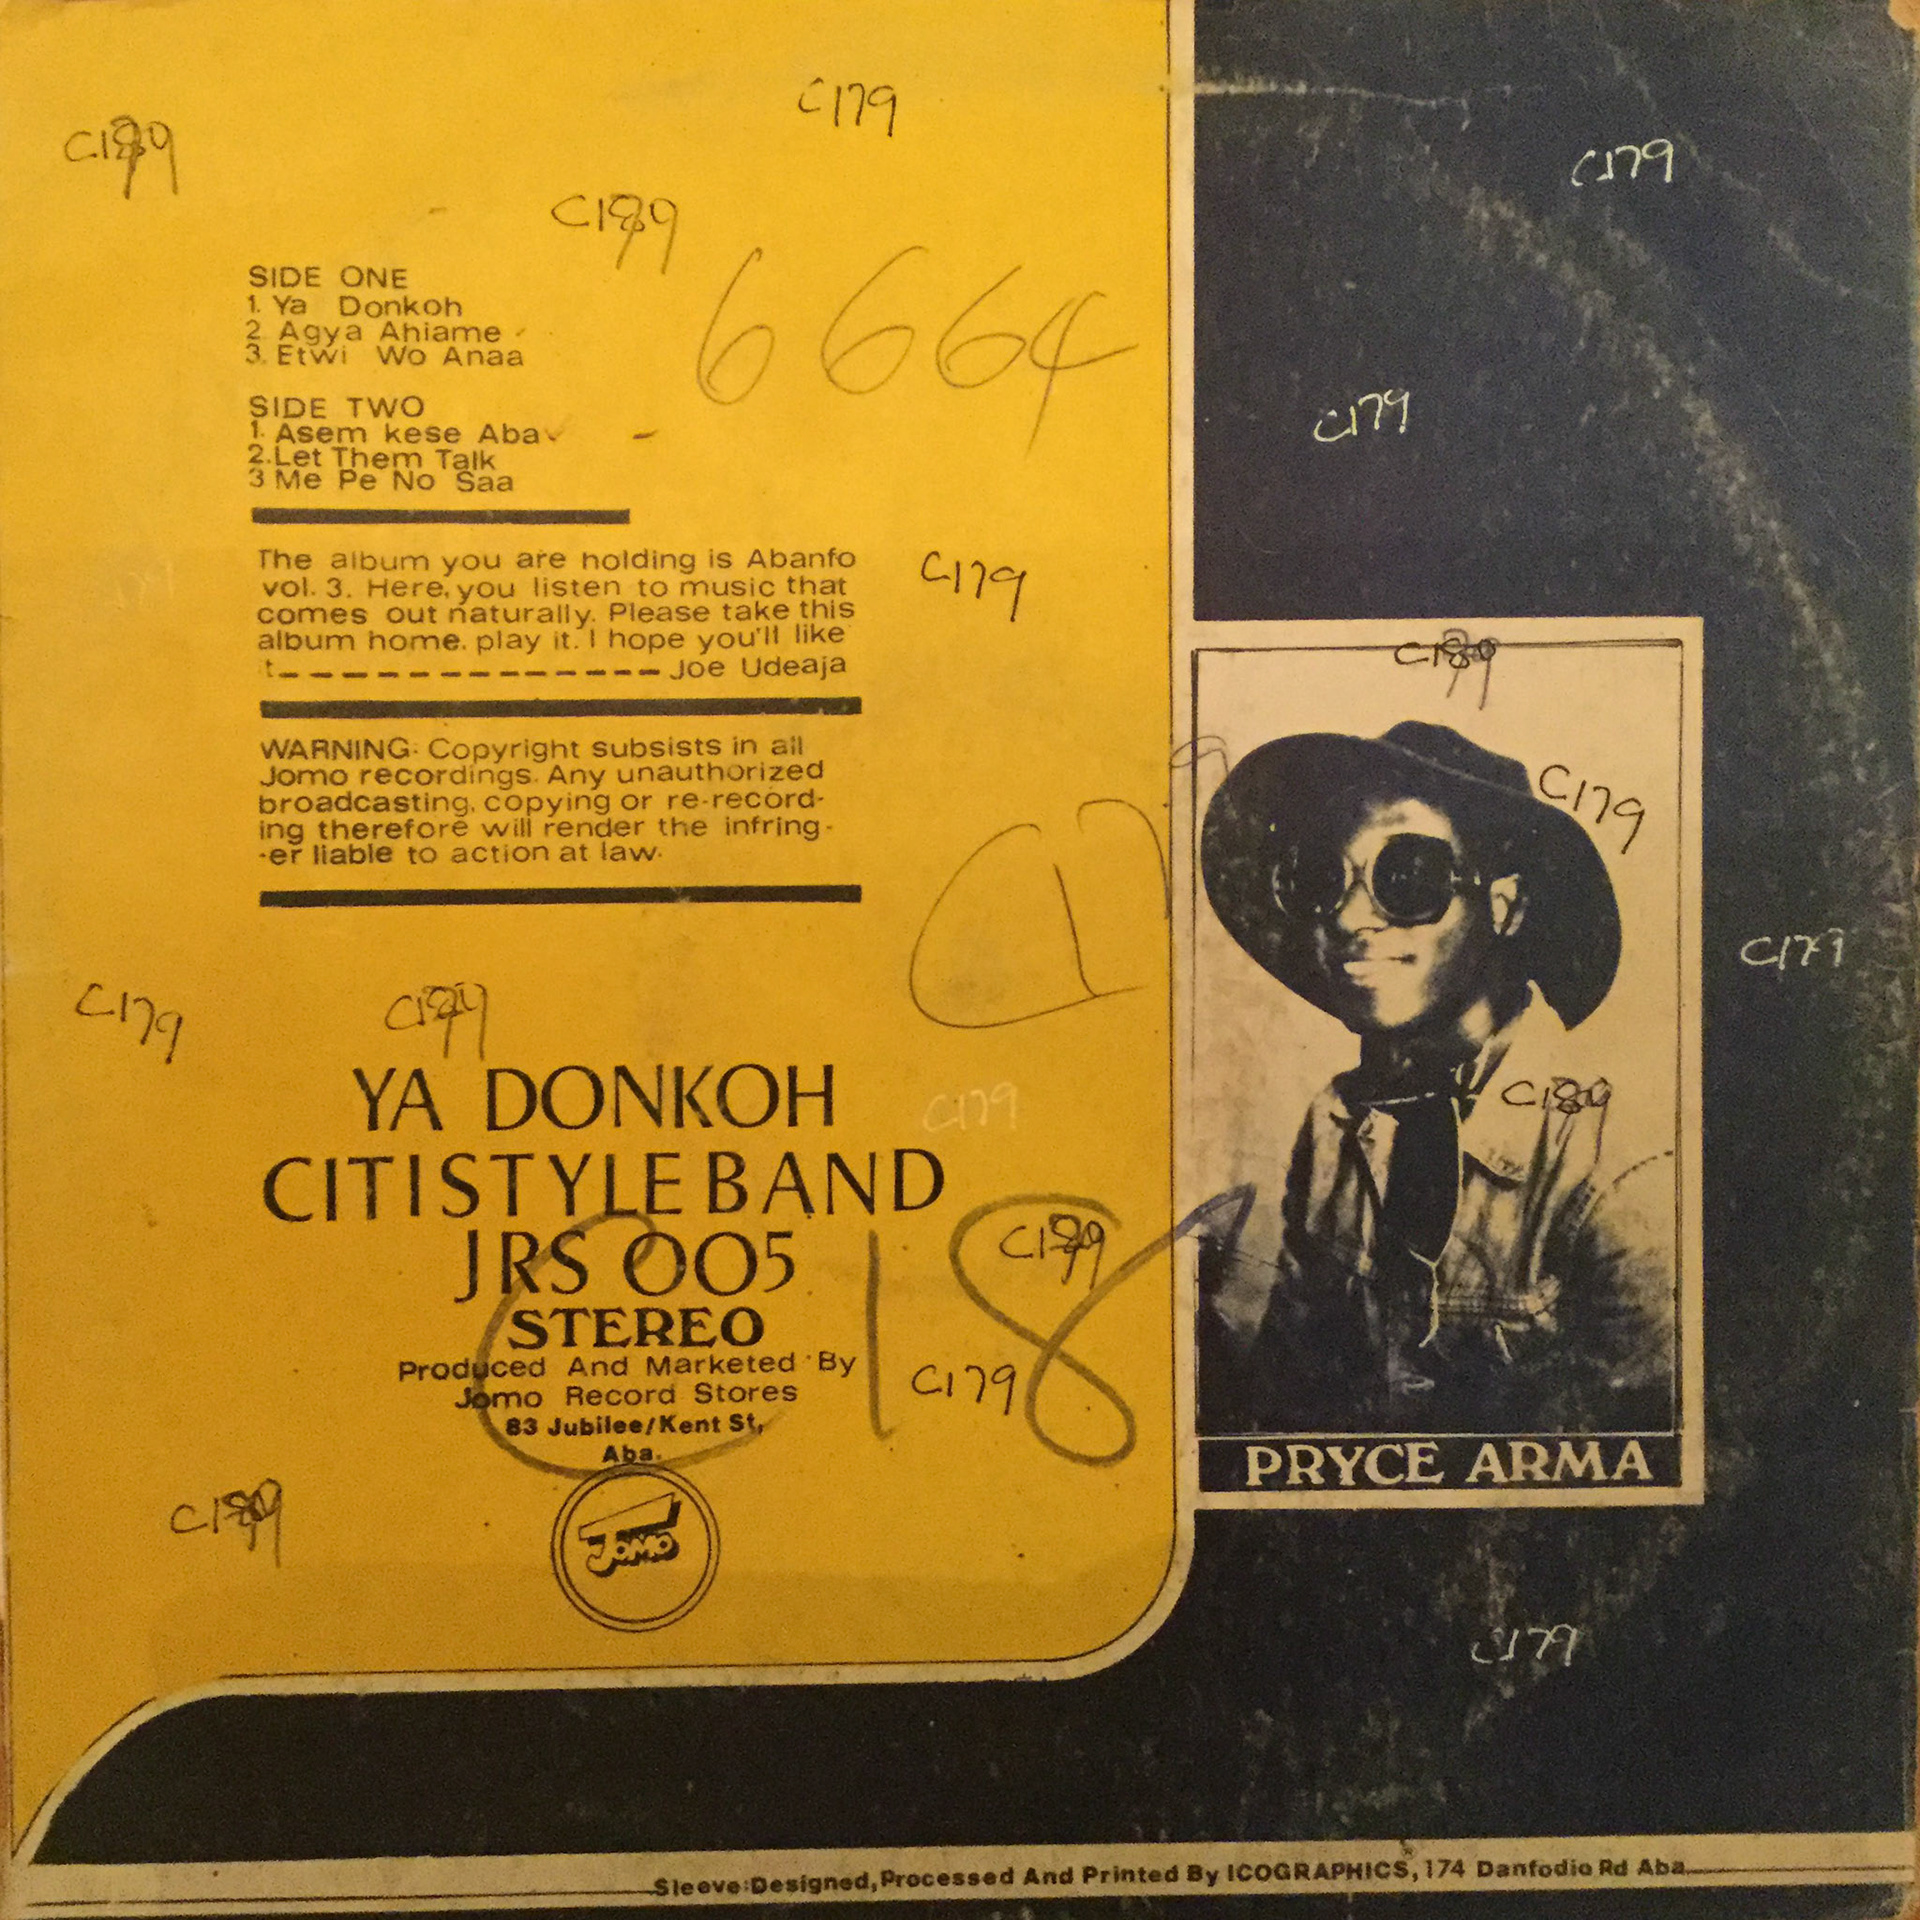 C179
C179
C189
C189
SIDE ONE
1. Ya Donkoh
2. Agya Ahiame
3. Etwi Wo Anaa
6664
SIDE TWO
1. Asem kese Aba
2. Let Them Talk
3 Me Pe No Saa
C179
The album you are holding is Abanfo
vol. 3. Here, you listen to music that
comes out naturally. Please take this
album home. play it. I hope you'll like
t-------------- Joe Udeaja
C179
C189
WARNING: Copyright subsists in all
Jomo recordings. Any unauthorized
broadcasting, copying or re-record-
ing therefore will render the infring-
-er liable to action at law.
C179
C179
C179
C189
C179
YA DONKOH
C179
C189
CITISTYLE BAND
JRS 005
C189
STEREO
C18
Produced And Marketed By
Jomo Record Stores
C179
83 Jubilee/Kent St,
Aba.
PRYCE ARMA
C189
JOMO
C179
Sleeve:Designed, Processed And Printed By ICOGRAPHICS, 174 Danfodio Rd Aba